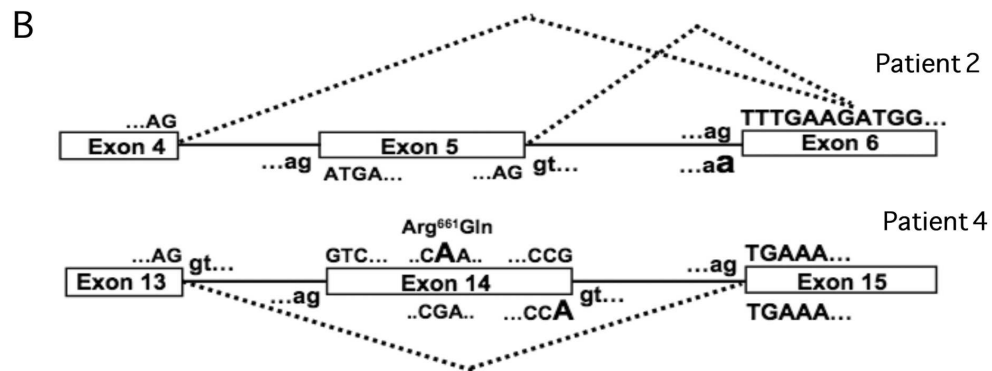 B
Patient 2
...AG ...ag TTTGAAGATGG...
Exon 4 Exon 5 Exon 6
...ag ATGA... ...AG gt... ...aa
Patient 4
Arg661Gln
...AG gt... GTC... ..CAA.. ...CCG ...ag TGAAA...
Exon 13 Exon 14 Exon 15
...ag ..CGA.. ...CCA gt... TGAAA...